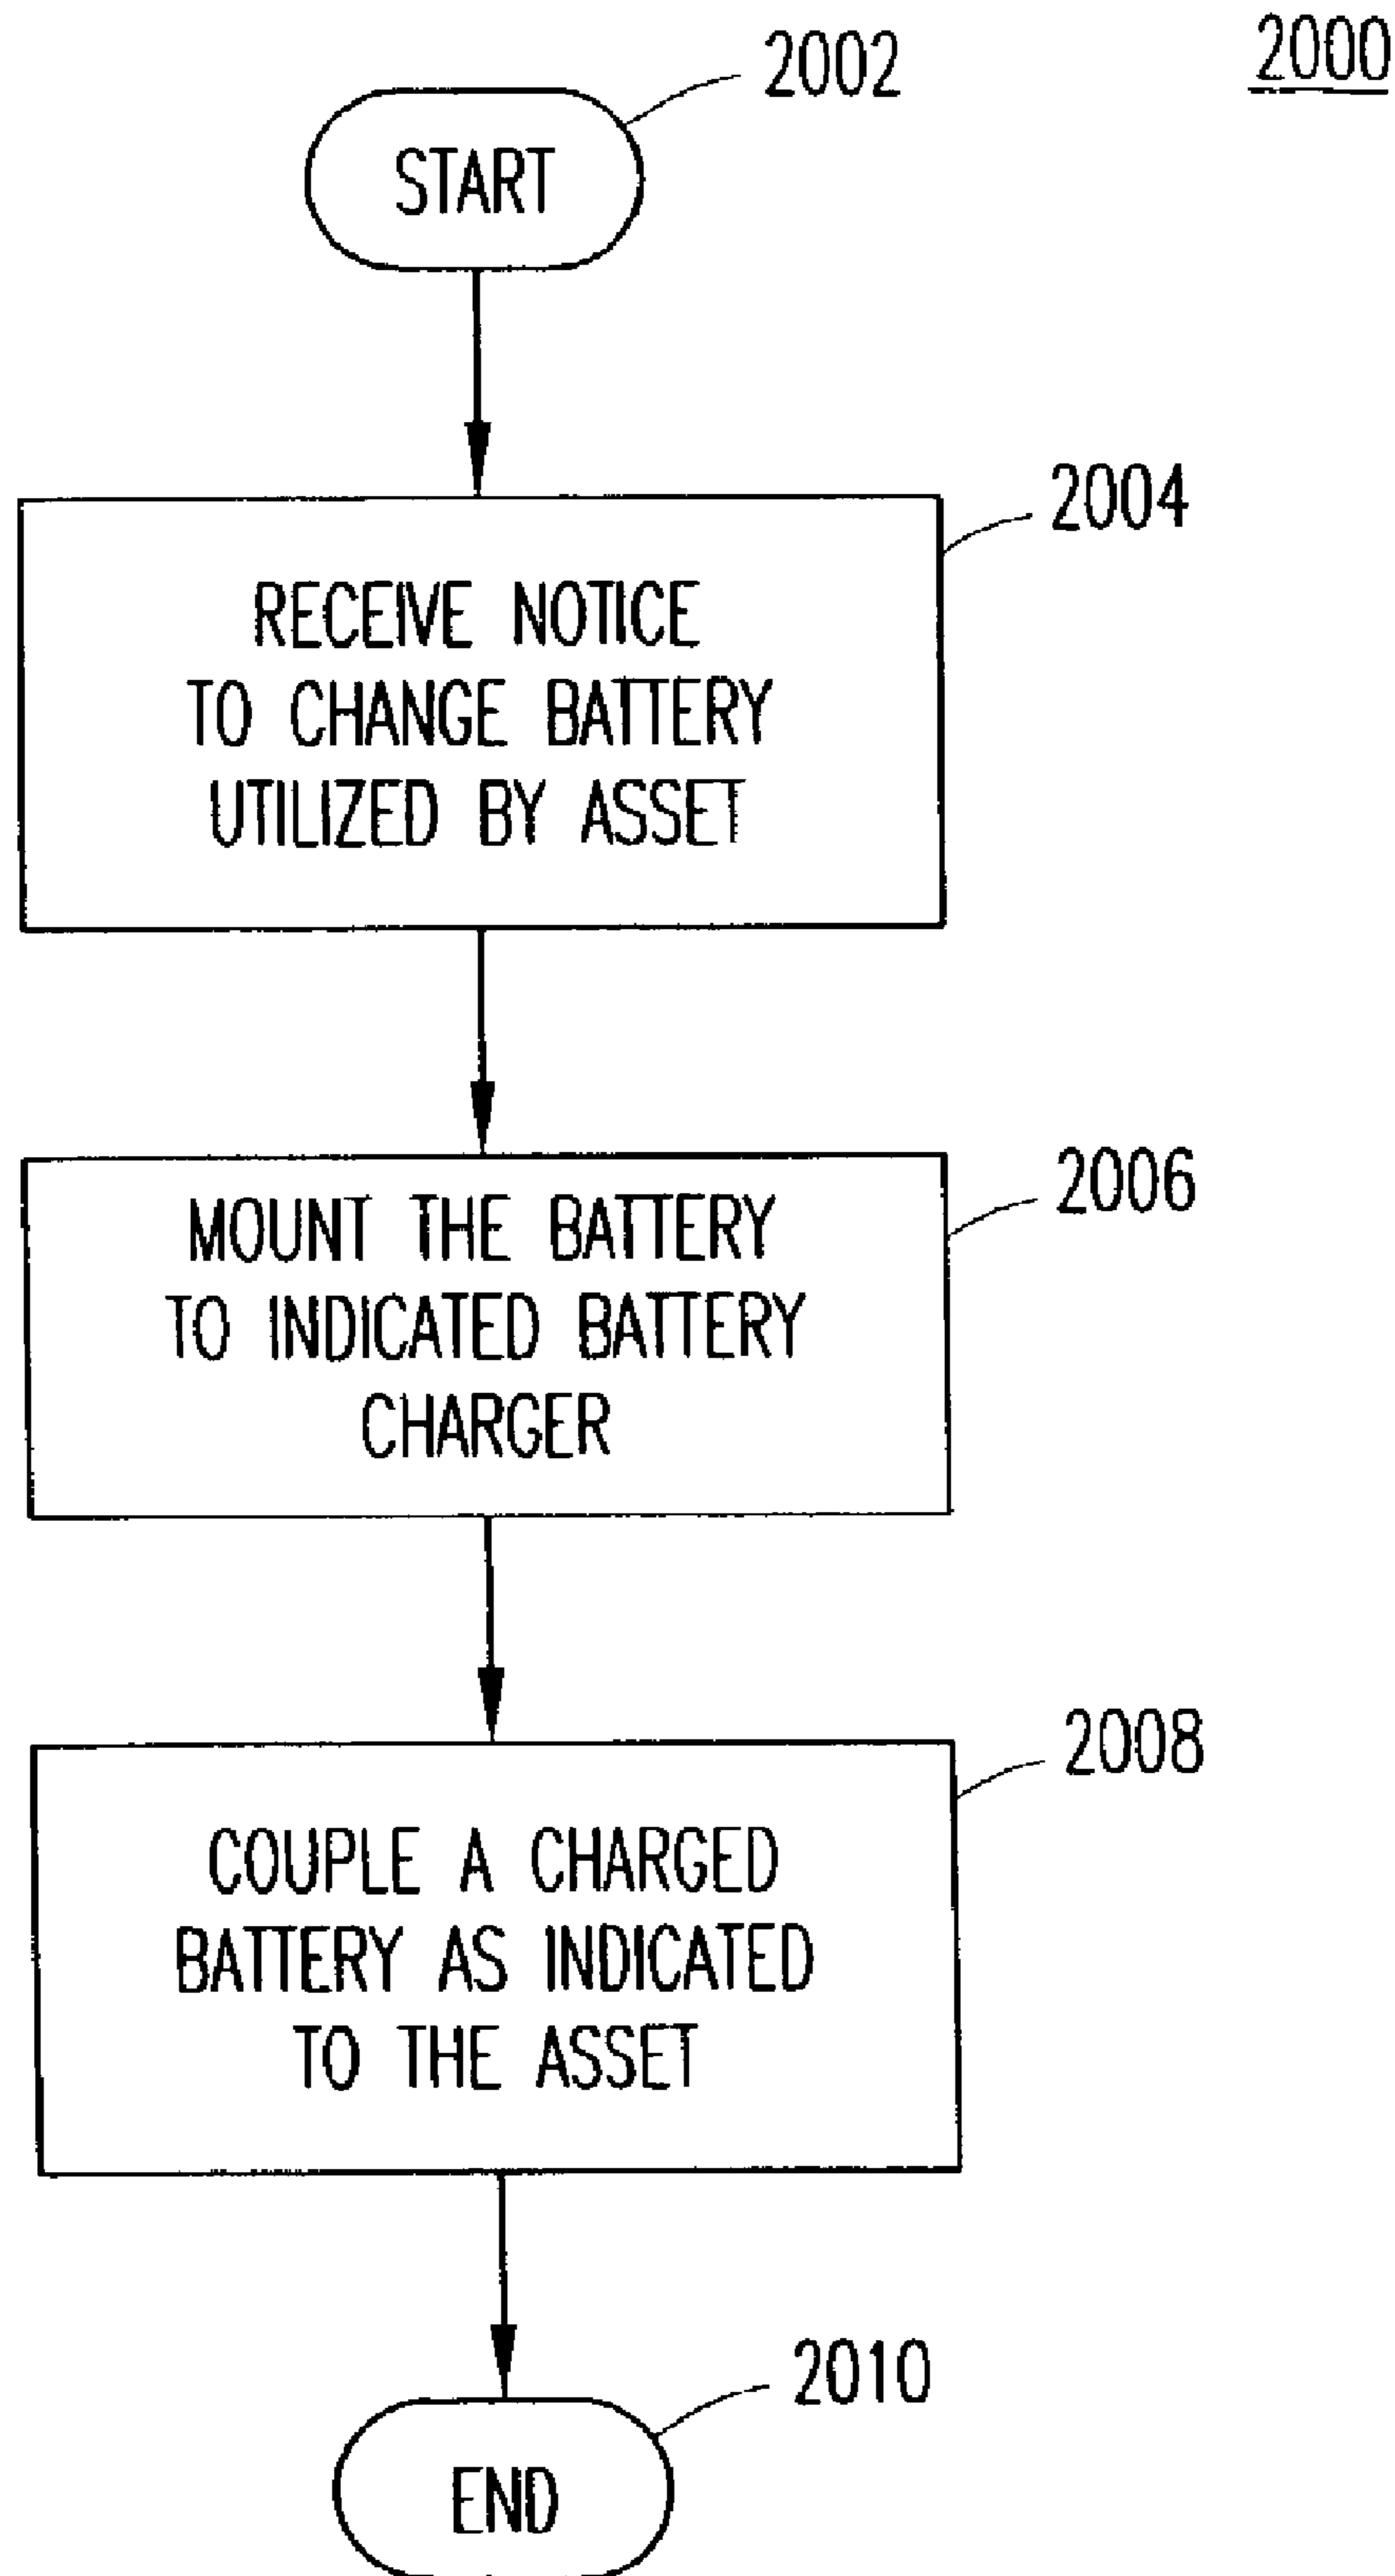 2000
2002
START
2004
RECEIVE NOTICE
TO CHANGE BATTERY
UTILIZED BY ASSET
2006
MOUNT THE BATTERY
TO INDICATED BATTERY
CHARGER
2008
COUPLE A CHARGED
BATTERY AS INDICATED
TO THE ASSET
2010
END